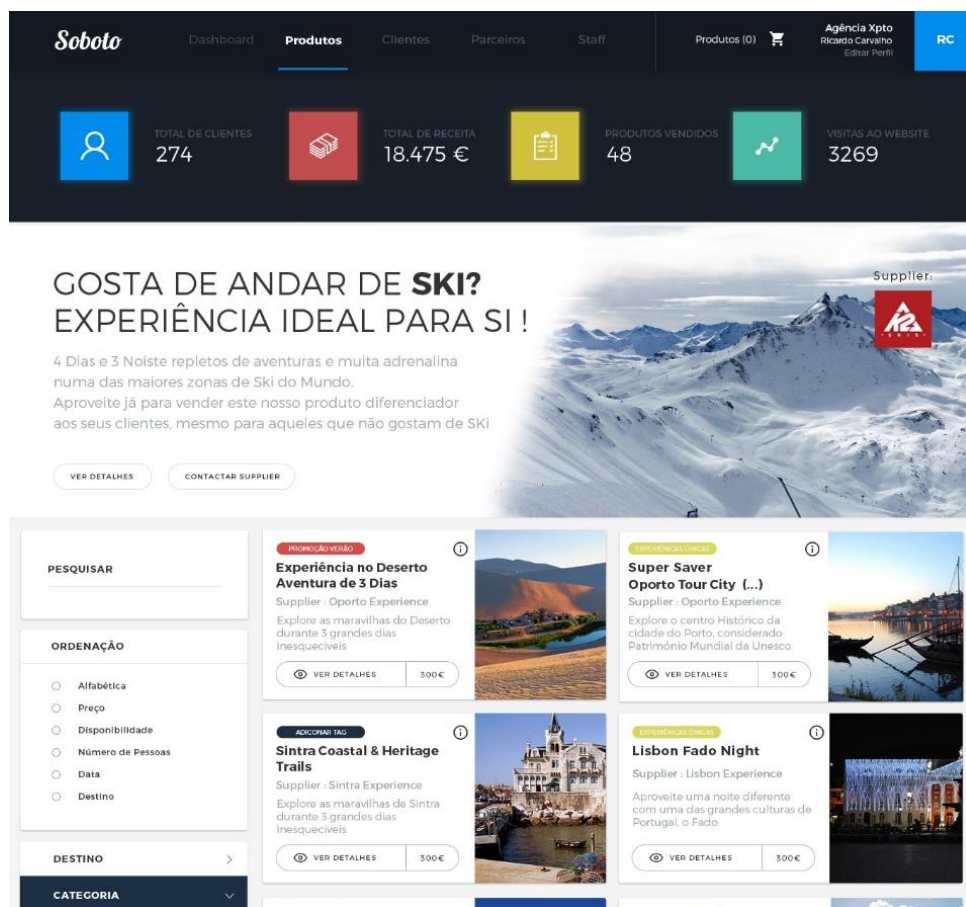 Soboto
Dashboard
Produtos
Clientes
Parceiros
Staff
Produtos (0)
Agência Xpto
Ricardo Carvalho
Editar Perfil
RC
TOTAL DE CLIENTES
274
TOTAL DE RECEITA
18.475 €
PRODUTOS VENDIDOS
48
VISITAS AO WEBSITE
3269
GOSTA DE ANDAR DE SKI?
EXPERIÊNCIA IDEAL PARA SI !
4 Dias e 3 Noiste repletos de aventuras e muita adrenalina
numa das maiores zonas de Ski do Mundo.
Aproveite já para vender este nosso produto diferenciador
aos seus clientes, mesmo para aqueles que não gostam de SKi
VER DETALHES
CONTACTAR SUPPLIER
Supplier:
K2
SKIS
PESQUISAR
ORDENAÇÃO
Alfabética
Preço
Disponibilidade
Número de Pessoas
Data
Destino
DESTINO
CATEGORIA
PROMOÇÃO VERÃO
Experiência no Deserto
Aventura de 3 Dias
Supplier : Oporto Experience
Explore as maravilhas do Deserto
durante 3 grandes dias
inesqueciveis
VER DETALHES
300€
EXPERIÊNCIAS ÚNICAS
Super Saver
Oporto Tour City (...)
Supplier : Oporto Experience
Explore o centro Histórico da
cidade do Porto, considerado
Património Mundial da Unesco
VER DETALHES
300€
ADICONAR TAG
Sintra Coastal & Heritage
Trails
Supplier : Sintra Experience
Explore as maravilhas de Sintra
durante 3 grandes dias
inesqueciveis
VER DETALHES
300€
EXPERIÊNCIAS ÚNICAS
Lisbon Fado Night
Supplier : Lisbon Experience
Aproveite uma noite diferente
com uma das grandes culturas de
Portugal, o Fado
VER DETALHES
300€